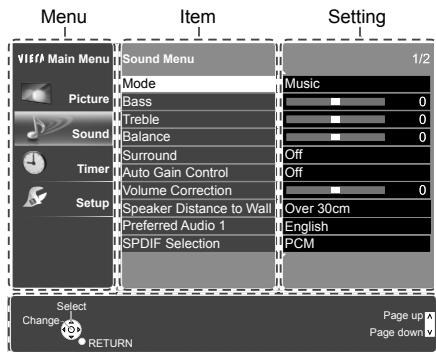 Menu Item Setting
VIERA Main Menu Sound Menu 1/2
Picture
Sound
Timer
Setup
Mode Music
Bass 0
Treble 0
Balance 0
Surround Off
Auto Gain Control Off
Volume Correction 0
Speaker Distance to Wall Over 30cm
Preferred Audio 1 English
SPDIF Selection PCM
Select
Change
RETURN
Page up
Page down